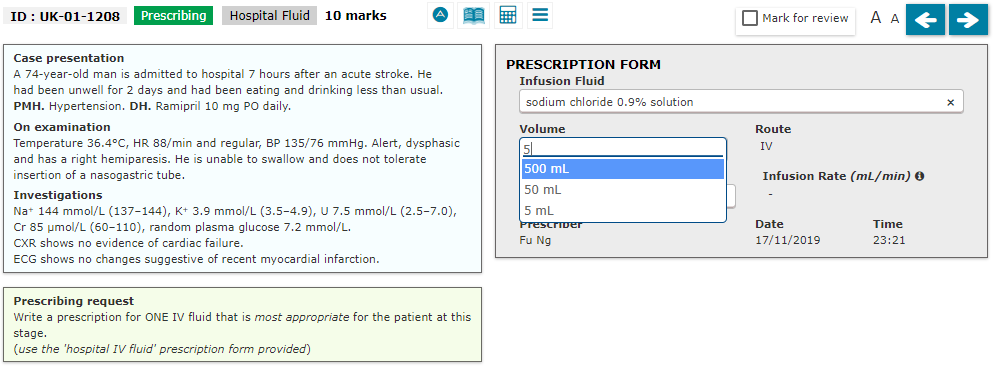 ID : UK-01-1208 Prescribing Hospital Fluid 10 marks Mark for review A A
Case presentation
A 74-year-old man is admitted to hospital 7 hours after an acute stroke. He
had been unwell for 2 days and had been eating and drinking less than usual.
PMH. Hypertension. DH. Ramipril 10 mg PO daily.
On examination
Temperature 36.4°C, HR 88/min and regular, BP 135/76 mmHg. Alert, dysphasic
and has a right hemiparesis. He is unable to swallow and does not tolerate
insertion of a nasogastric tube.
Investigations
Na⁺ 144 mmol/L (137–144), K⁺ 3.9 mmol/L (3.5–4.9), U 7.5 mmol/L (2.5–7.0),
Cr 85 µmol/L (60–110), random plasma glucose 7.2 mmol/L.
CXR shows no evidence of cardiac failure.
ECG shows no changes suggestive of recent myocardial infarction.
Prescribing request
Write a prescription for ONE IV fluid that is most appropriate for the patient at this
stage.
(use the 'hospital IV fluid' prescription form provided)
PRESCRIPTION FORM
Infusion Fluid
sodium chloride 0.9% solution ×
Volume
5
500 mL
50 mL
5 mL
Route
IV
Infusion Rate (mL/min)
-
Prescriber Date Time
Fu Ng 17/11/2019 23:21